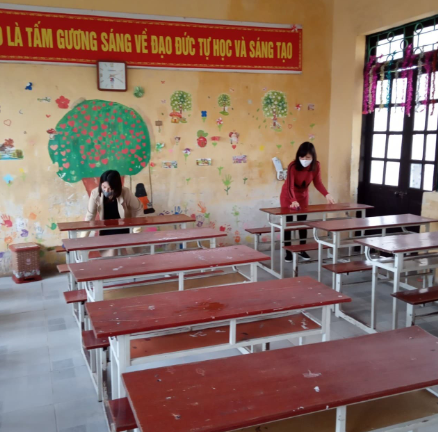 LÀ TẤM GƯƠNG SÁNG VỀ ĐẠO ĐỨC TỰ HỌC VÀ SÁNG TẠO